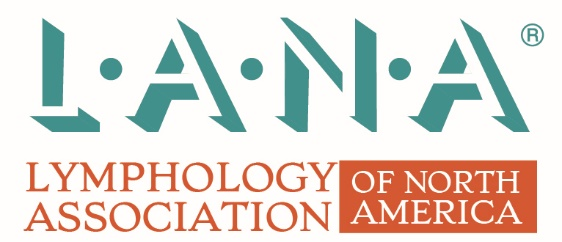 L•A•N•A®
LYMPHOLOGY OF NORTH
ASSOCIATION AMERICA